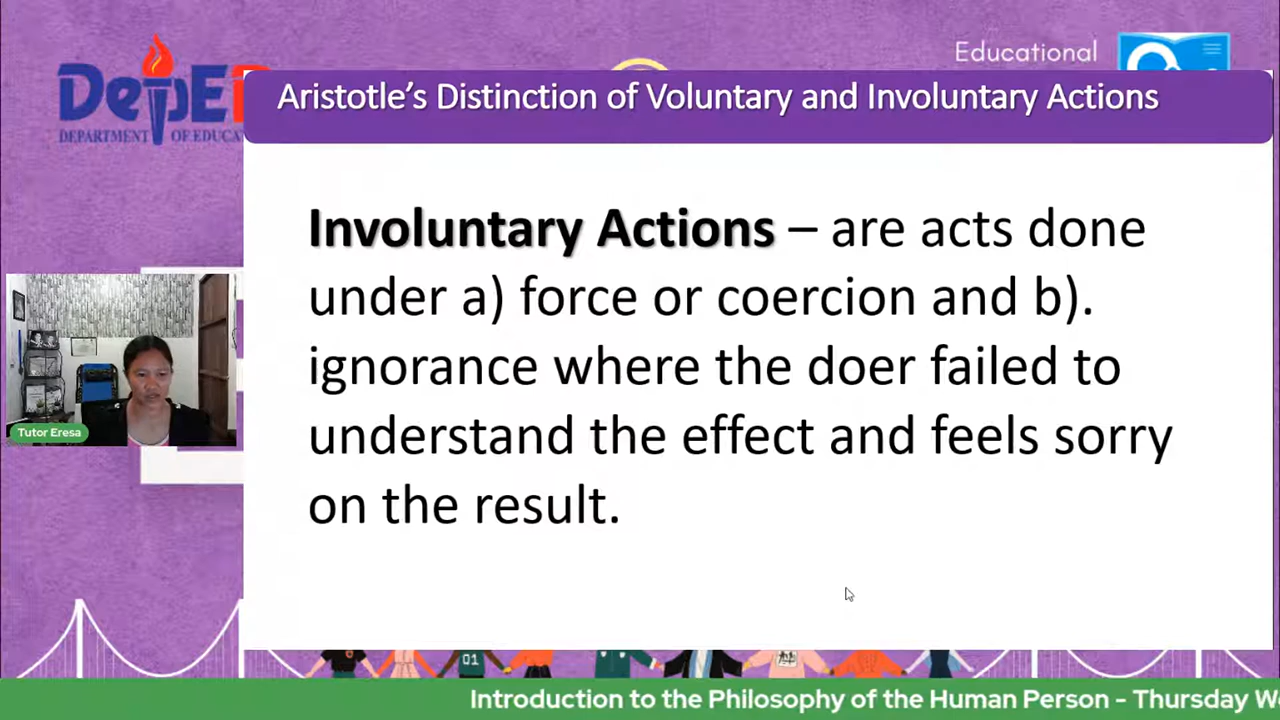 Educational
DepE
DEPARTMENT OF EDUCA
Aristotle's Distinction of Voluntary and Involuntary Actions
Involuntary Actions – are acts done
under a) force or coercion and b).
ignorance where the doer failed to
understand the effect and feels sorry
on the result.
Tutor Eresa
01
Introduction to the Philosophy of the Human Person - Thursday